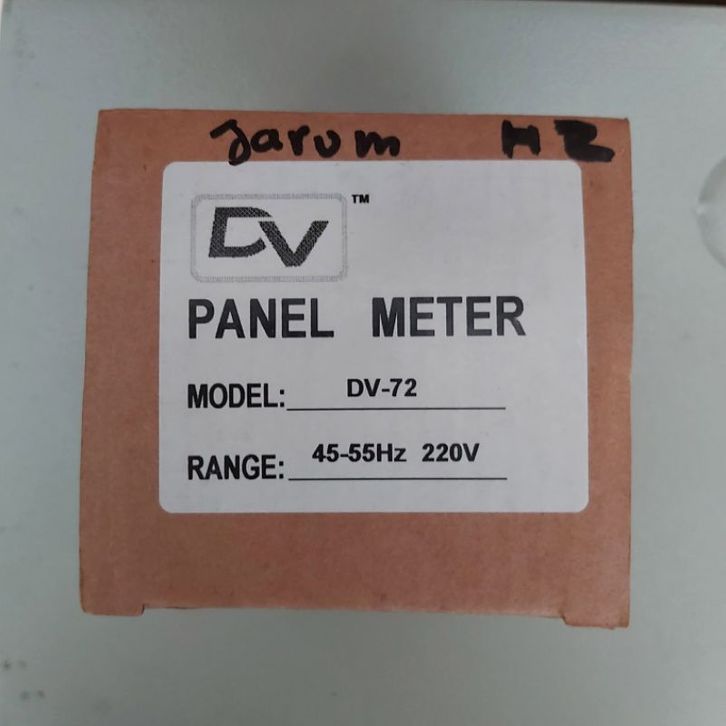 Jarum HZ
DV™
PANEL METER
MODEL: DV-72
RANGE: 45-55Hz 220V